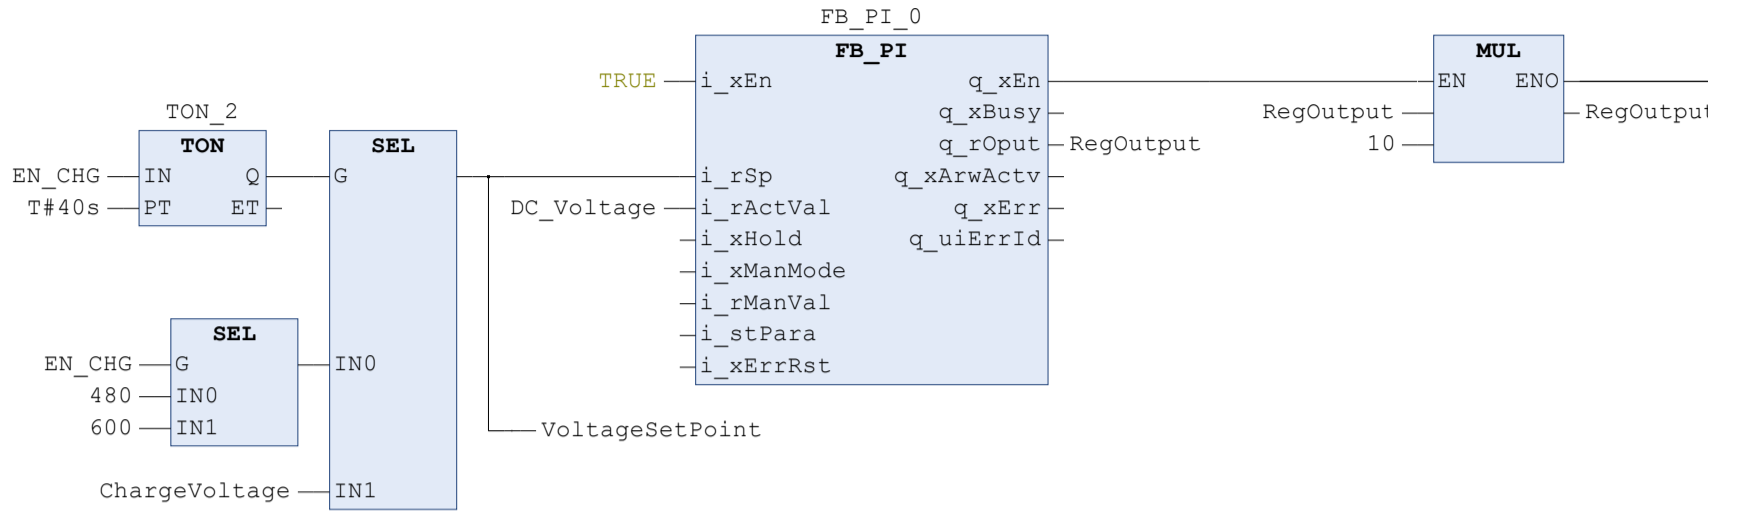 FB_PI_0
FB_PI
MUL
TRUE i_xEn q_xEn EN ENO
TON_2 q_xBusy RegOutput RegOutput
TON SEL q_rOput RegOutput 10
EN_CHG IN Q G i_rSp q_xArwActv
T#40s PT ET DC_Voltage i_rActVal q_xErr
i_xHold q_uiErrId
i_xManMode
i_rManVal
SEL i_stPara
EN_CHG G IN0 i_xErrRst
480 IN0
600 IN1 VoltageSetPoint
ChargeVoltage IN1